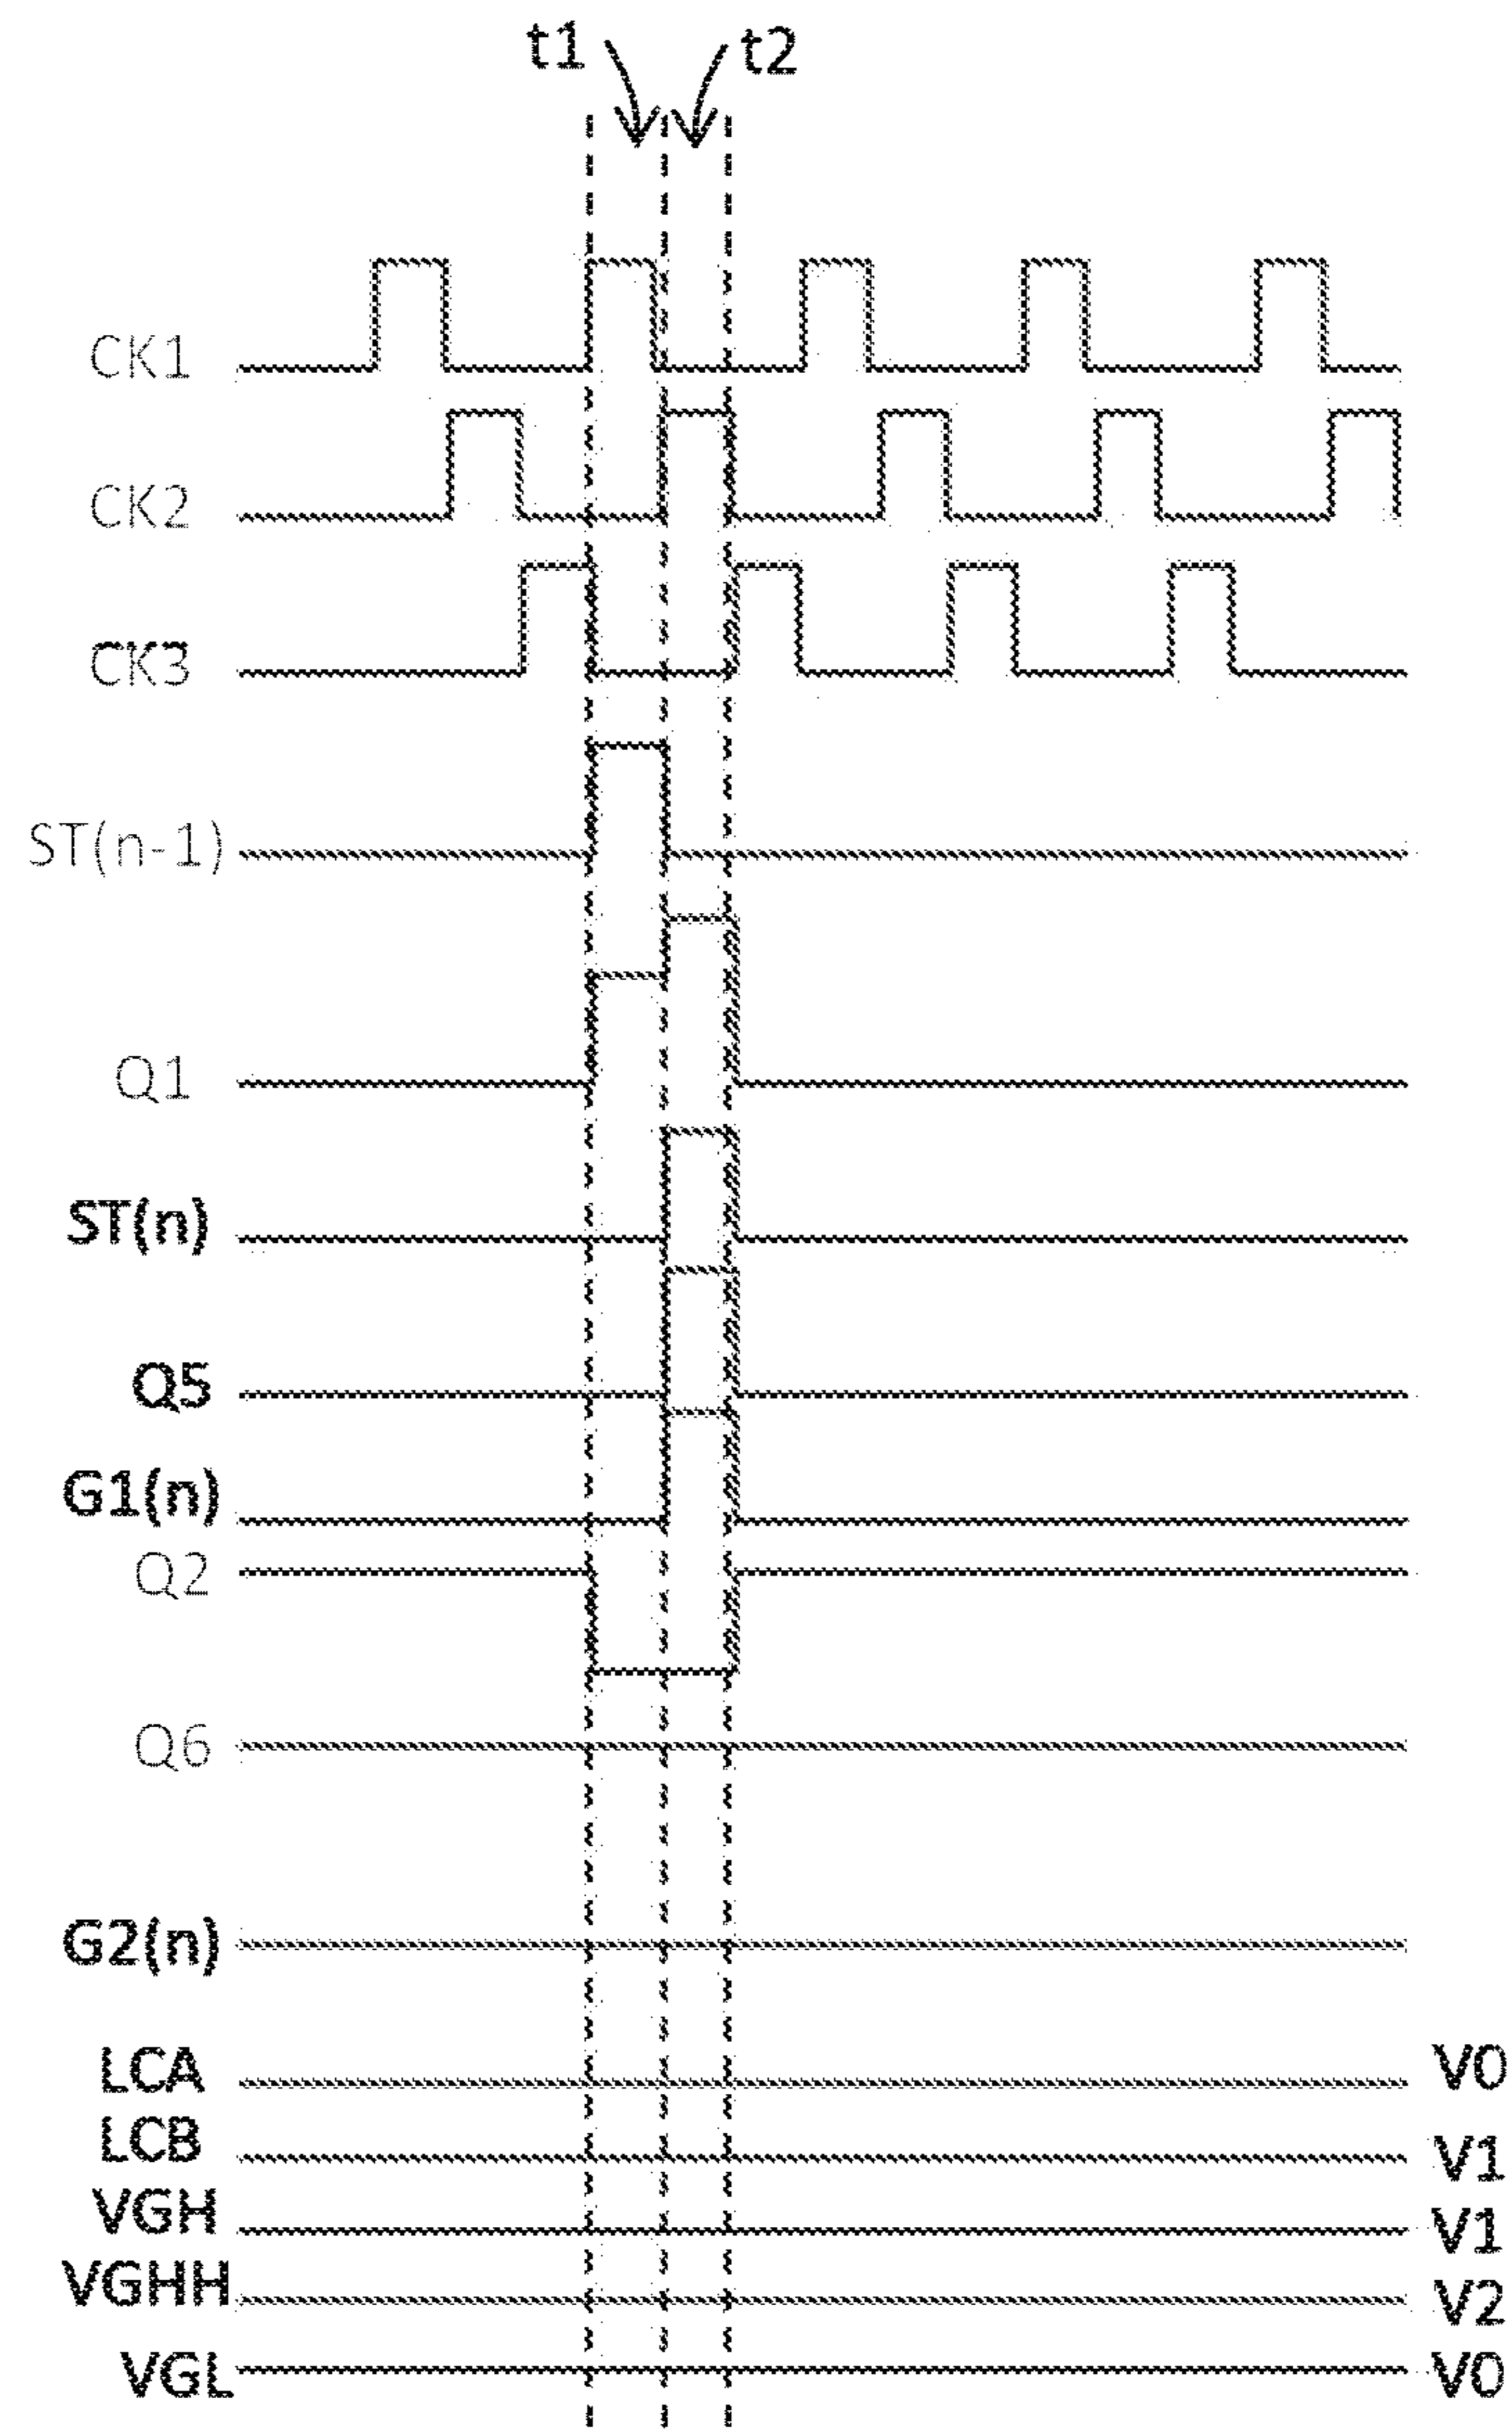 t1 t2
CK1
CK2
CK3
ST(n-1)
Q1
ST(n)
Q5
G1(n)
Q2
Q6
G2(n)
LCA V0
LCB V1
VGH V1
VGHH V2
VGL V0